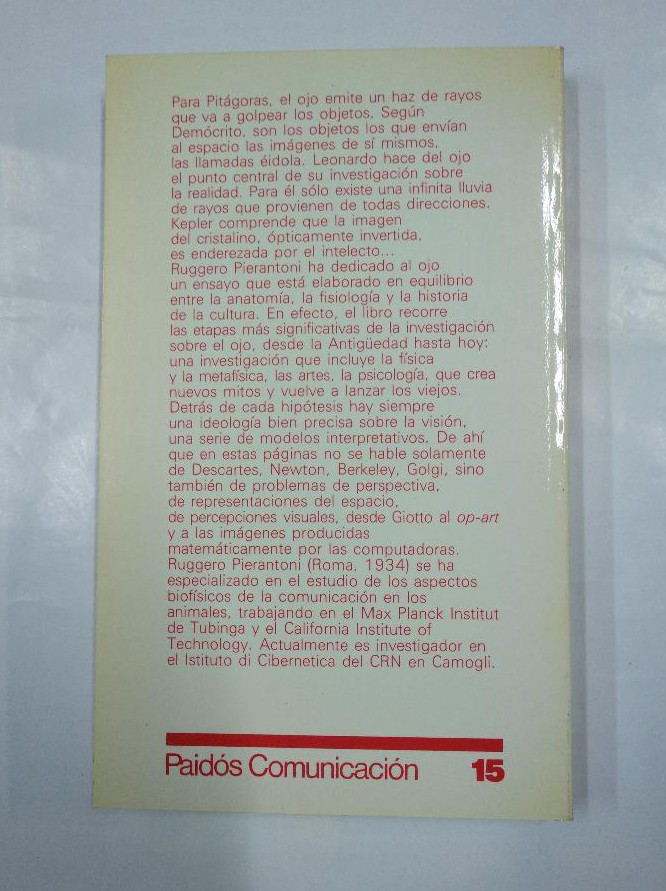 Para Pitágoras, el ojo emite un haz de rayos
que va a golpear los objetos. Según
Demócrito, son los objetos los que envían
al espacio las imágenes de sí mismos,
las llamadas éidola. Leonardo hace del ojo
el punto central de su investigación sobre
la realidad. Para él sólo existe una infinita lluvia
de rayos que provienen de todas direcciones.
Kepler comprende que la imagen
del cristalino, ópticamente invertida,
es enderezada por el intelecto...
Ruggero Pierantoni ha dedicado al ojo
un ensayo que está elaborado en equilibrio
entre la anatomía, la fisiología y la historia
de la cultura. En efecto, el libro recorre
las etapas más significativas de la investigación
sobre el ojo, desde la Antigüedad hasta hoy:
una investigación que incluye la física
y la metafísica, las artes, la psicología, que crea
nuevos mitos y vuelve a lanzar los viejos.
Detrás de cada hipótesis hay siempre
una ideología bien precisa sobre la visión,
una serie de modelos interpretativos. De ahí
que en estas páginas no se hable solamente
de Descartes, Newton, Berkeley, Golgi, sino
también de problemas de perspectiva,
de representaciones del espacio,
de percepciones visuales, desde Giotto al op-art
y a las imágenes producidas
matemáticamente por las computadoras.
Ruggero Pierantoni (Roma, 1934) se ha
especializado en el estudio de los aspectos
biofísicos de la comunicación en los
animales, trabajando en el Max Planck Institut
de Tubinga y el California Institute of
Technology. Actualmente es investigador en
el Istituto di Cibernetica del CRN en Camogli.
Paidós Comunicación 15